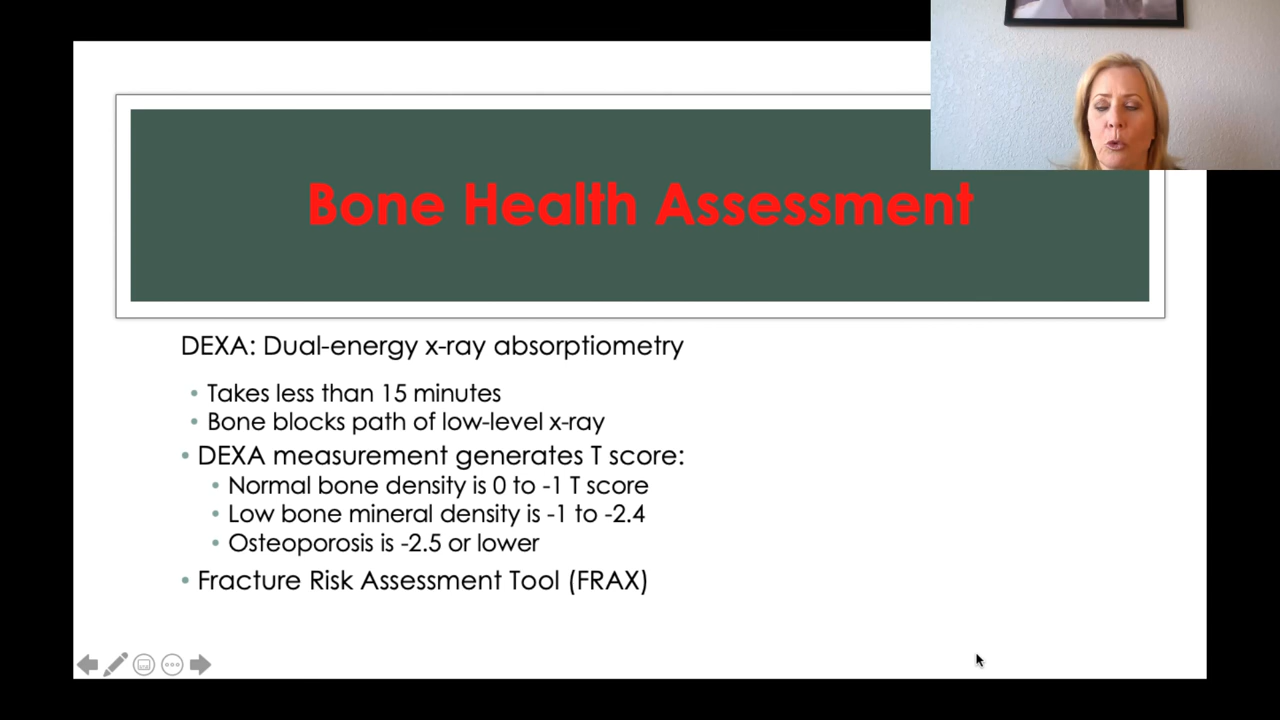 Bone Health Assessment
DEXA: Dual-energy x-ray absorptiometry
• Takes less than 15 minutes
• Bone blocks path of low-level x-ray
• DEXA measurement generates T score:
• Normal bone density is 0 to -1 T score
• Low bone mineral density is -1 to -2.4
• Osteoporosis is -2.5 or lower
• Fracture Risk Assessment Tool (FRAX)